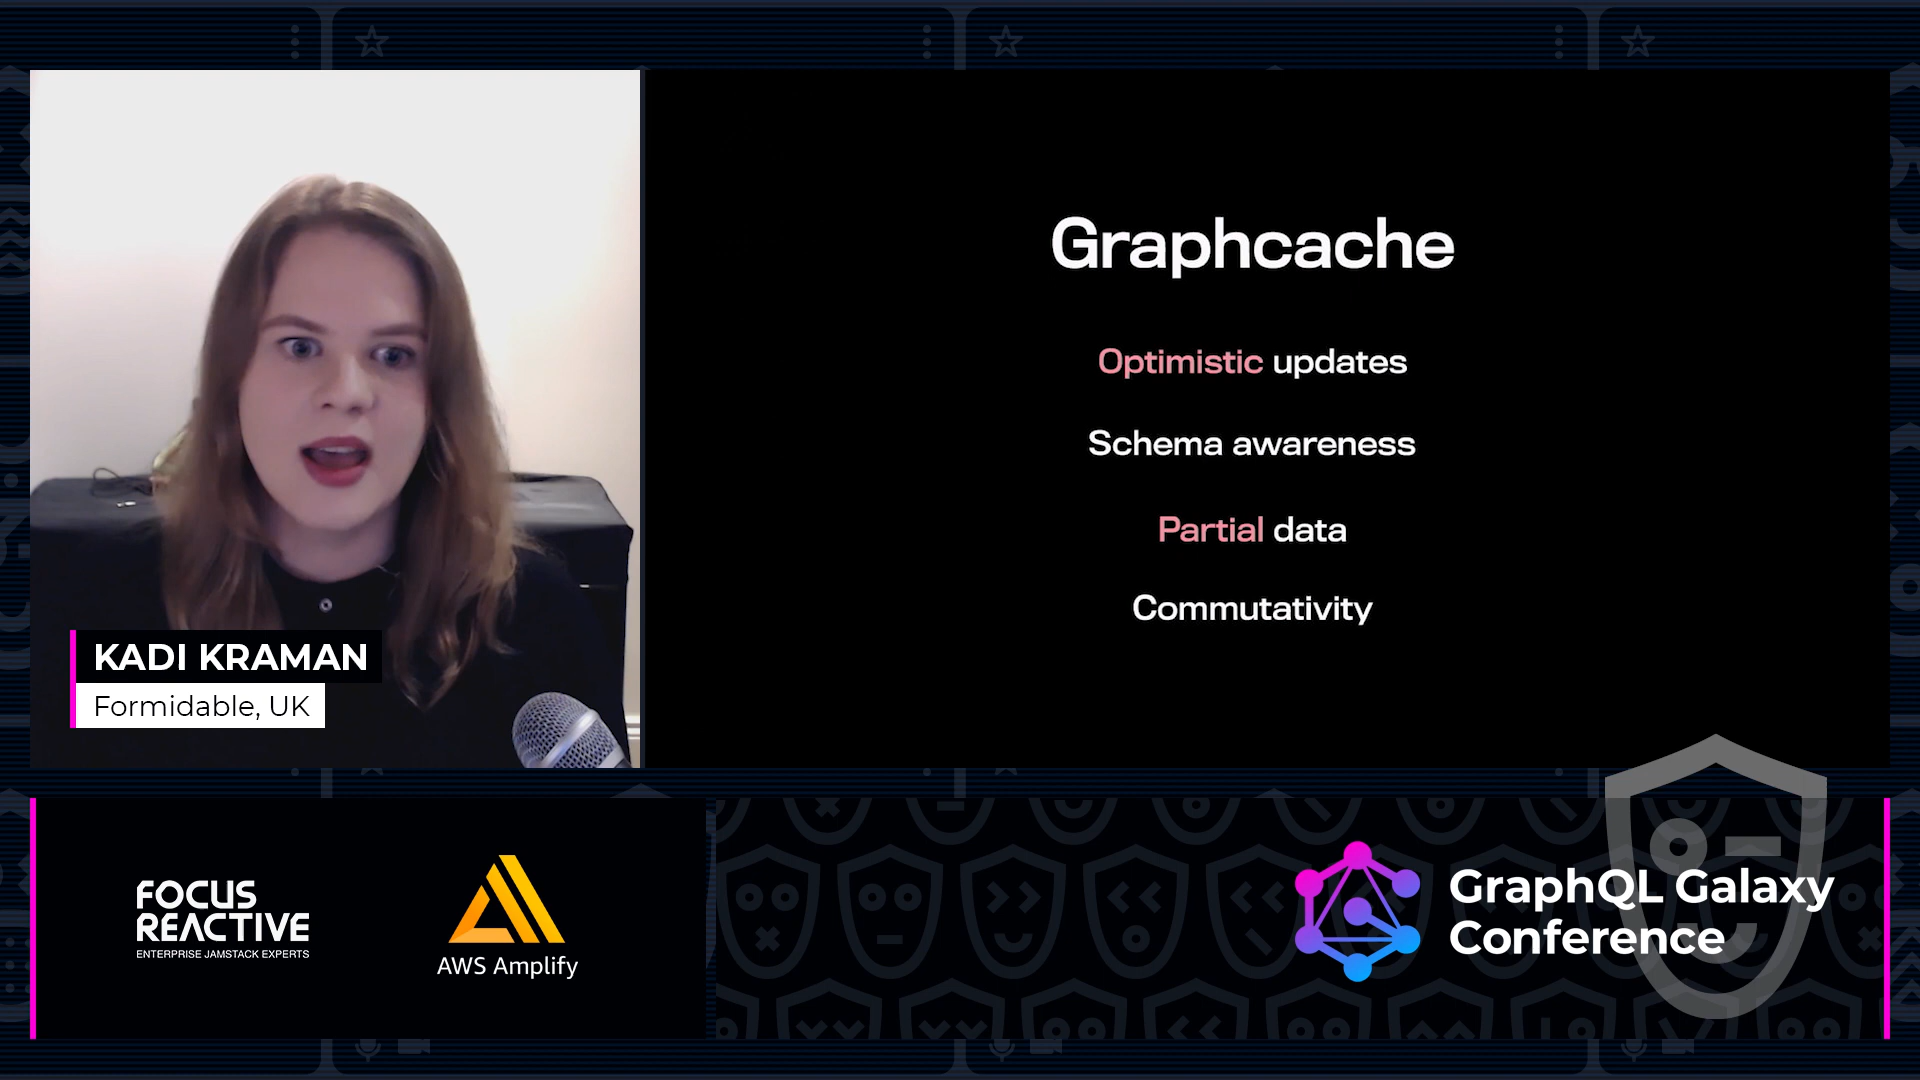 Graphcache
Optimistic updates
Schema awareness
Partial data
Commutativity
KADI KRAMAN
Formidable, UK
FOCUS
REACTIVE
ENTERPRISE JAMSTACK EXPERTS
AWS Amplify
GraphQL Galaxy
Conference